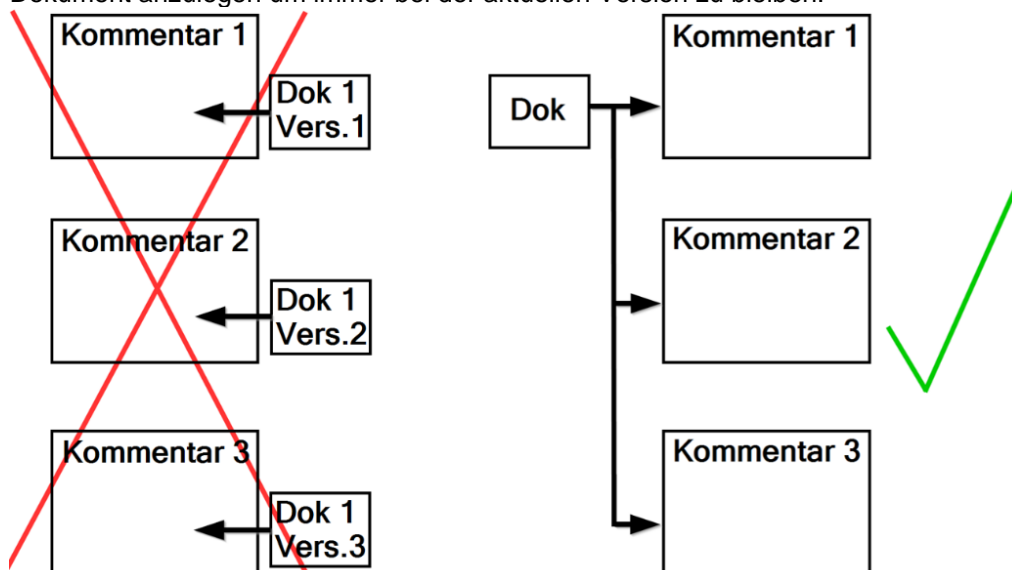 Dokument anzulegen um immer bei der aktuellen Version zu bleiben.
Kommentar 1
Dok 1
Vers.1
Kommentar 2
Dok 1
Vers.2
Kommentar 3
Dok 1
Vers.3
Dok
Kommentar 1
Kommentar 2
Kommentar 3